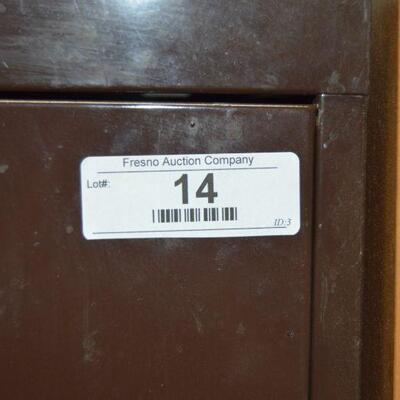 Fresno Auction Company
Lot#: 14
ID:3